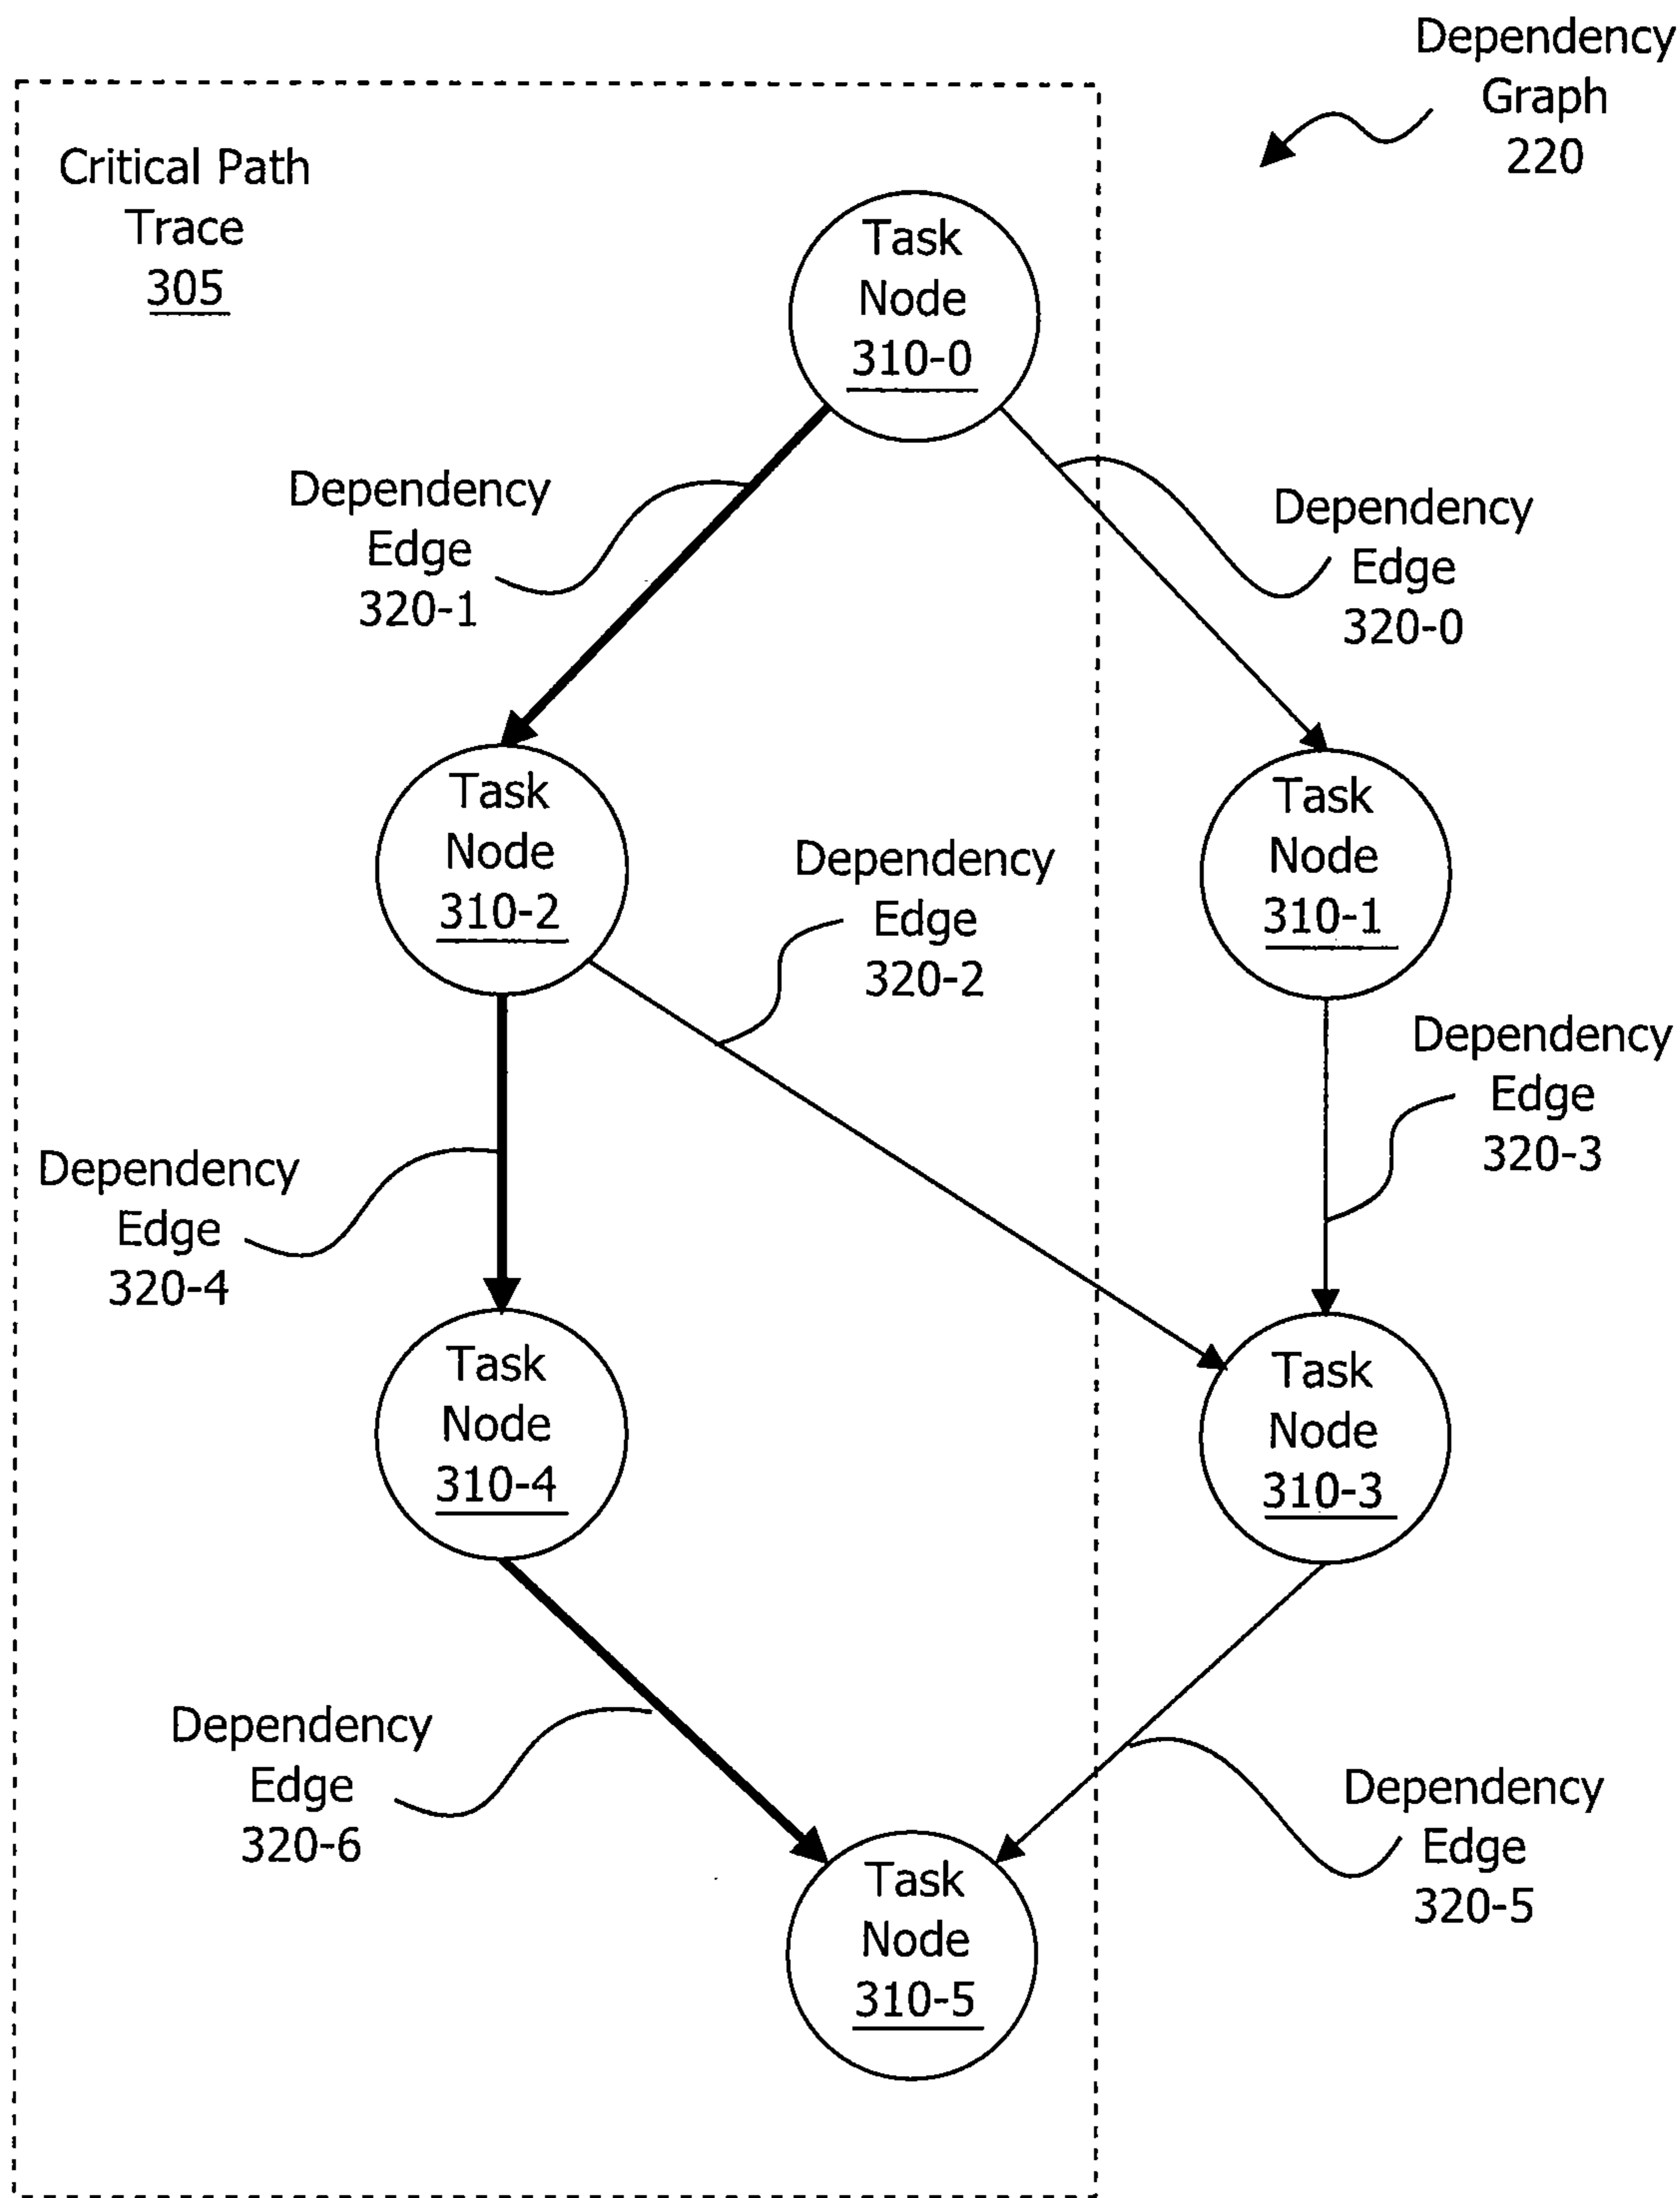 Dependency
Graph
220
Critical Path
Trace
305
Task
Node
310-0
Dependency
Edge
320-1
Dependency
Edge
320-0
Task
Node
310-2
Task
Node
310-1
Dependency
Edge
320-2
Dependency
Edge
320-3
Dependency
Edge
320-4
Task
Node
310-4
Task
Node
310-3
Dependency
Edge
320-6
Dependency
Edge
320-5
Task
Node
310-5